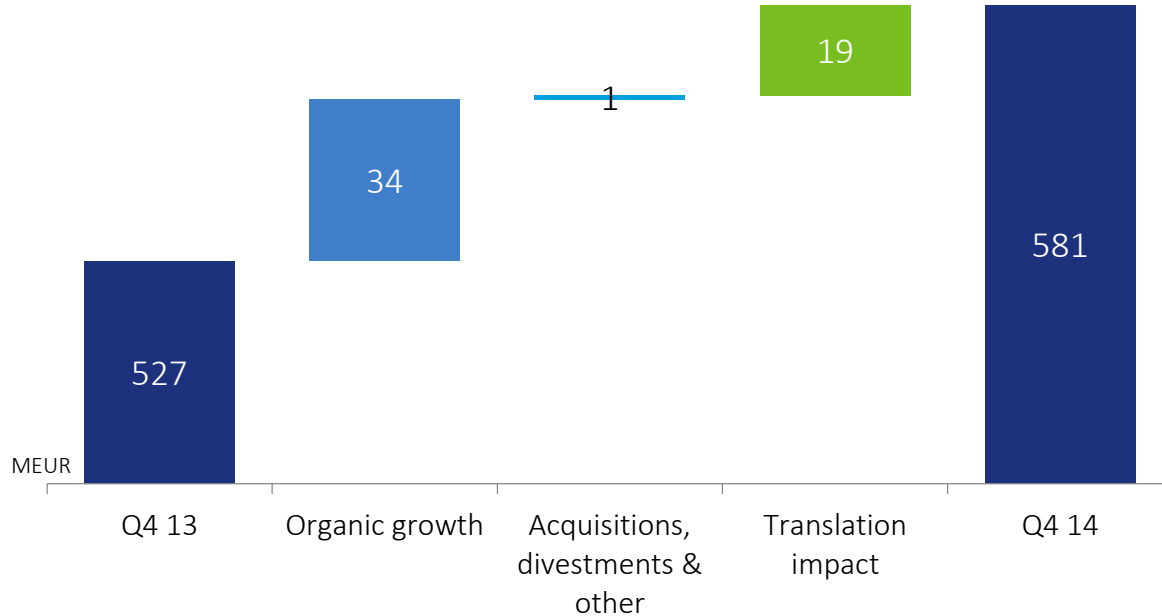 19
1
34
581
527
MEUR
Q4 13
Organic growth
Acquisitions,
divestments &
other
Translation
impact
Q4 14